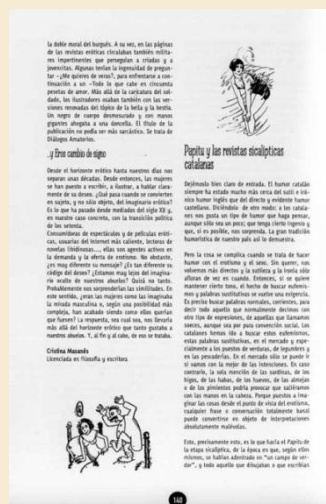 la doble moral del burgués. A su vez, en las páginas
de las revistas eróticas circulaban también milita-
res impertinentes que perseguían a criadas y a
jovencitas. Algunas tenían la ingenuidad de pregun-
tar - ¿Me quieres de veras?, para enfrentarse a con-
tinuación a un –Todo lo que cabe en cincuenta
pesetas de amor. Más allá de la caricatura del sol-
dado, los ilustradores osaban también con las ver-
siones renovadas del tópico de la bella y la bestia.
Un negro de cuerpo desmesurado y con manos
gigantes ahogaba a una doncella. El título de la
publicación no podía ser más sarcástico. Se trata de
Diálogos Amatorios.
..y Eros cambio de signo
Desde el horizonte erótico hasta nuestros días nos
separan unas décadas. Desde entonces, las mujeres
se han puesto a escribir, a ilustrar, a hablar clara-
mente de su deseo. ¿Qué pasa cuando se convierten
en sujeto, y no sólo objeto, del imaginario erótico?
Es lo que ha pasado desde mediados del siglo XX y,
en nuestro caso concreto, con la transición política
de los setenta.
Consumidoras de espectáculos y de películas eróti-
cas, usuarias del Internet más caliente, lectoras de
novelas libidinosas..., ellas son agentes activos en
la demanda y la oferta de erotismo. No obstante,
¿es muy diferente su mensaje? ¿Es tan diferente su
código del deseo? ¿Estamos muy lejos del imagina-
rio oculto de nuestros abuelos? Quizá no tanto.
Probablemente nos sorprenderían las similitudes. En
este sentido, ¿eran las mujeres como las imaginaba
la mirada masculina o, según una posibilidad más
compleja, han acabado siendo como ellos querían
que fuesen? La respuesta, sea cual sea, nos llevaría
más allá del horizonte erótico que tanto gustaba a
nuestros abuelos. Y, al fin y al cabo, de eso se trataba.
Cristina Masanés
Licenciada en filosofía y escritora
Papitu y las revistas sicalípticas
catalanas
Dejémoslo bien claro de entrada. El humor catalán
siempre ha estado mucho más cerca del sutil e iró-
nico humor inglés que del directo y evidente humor
castellano. Diciéndolo de otro modo: a los catala-
nes nos gusta un tipo de humor que haga pensar,
aunque sólo sea un poco; que tenga cierto ingenio y
que, si es posible, nos sorprenda. La gran tradición
humorística de nuestro país así lo demuestra.
Pero la cosa se complica cuando se trata de hacer
humor con el erotismo y el sexo. Sin querer, nos
volvemos más directos y la sutileza y la ironía sólo
afloran de vez en cuando. Entonces, si se quiere
mantener cierto tono, el hecho de buscar eufemis-
mos y palabras sustitutivas se vuelve una exigencia.
Es preciso buscar palabras normales, corrientes, para
decir todo aquello que normalmente decimos con
otro tipo de expresiones, de aquellas que llamamos
soeces, aunque sea por pura convención social. Los
catalanes hemos ido a buscar estos eufemismos,
estas palabras sustitutivas, en el mercado y espe-
cialmente a los puestos de verduras, de legumbres y
en las pescaderías. En el mercado sólo se puede ir
si vamos con la mejor de las intenciones. En caso
contrario, la sola mención de las sardinas, de los
higos, de las habas, de los huevos, de las almejas
o de los pimientos podría provocar que saliéramos
con las manos en la cabeza. Porque puestos a ima-
ginar las cosas desde el punto de vista del erotismo,
cualquier frase o conversación totalmente banal
puede convertirse en objeto de interpretaciones
absolutamente malévolas.
Esto, precisamente esto, es lo que hacía el Papitu de
la etapa sicalíptica, de la época en que, según ellos
mismos, se habían adentrado en "un campo de ver-
dor", y todo aquello que dibujaban o que escribían
140